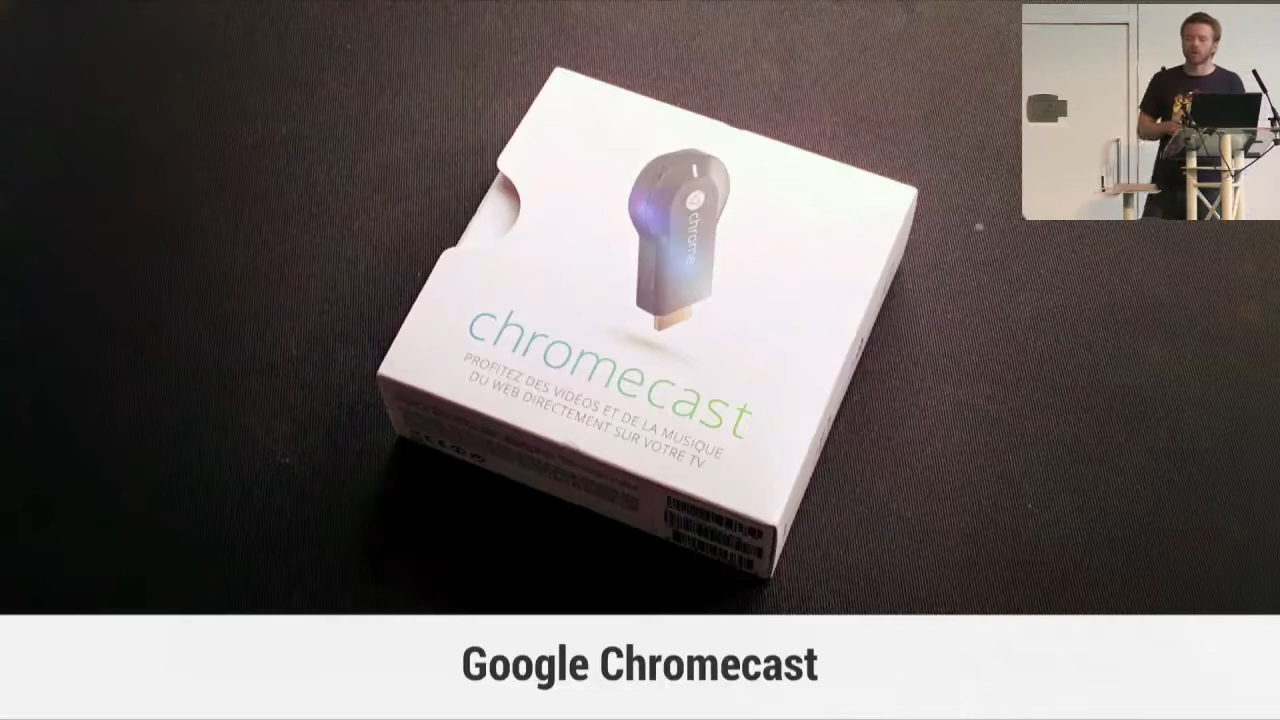 chrome
chromecast
PROFITEZ DES VIDÉOS ET DE LA MUSIQUE
DU WEB DIRECTEMENT SUR VOTRE TV
Google Chromecast